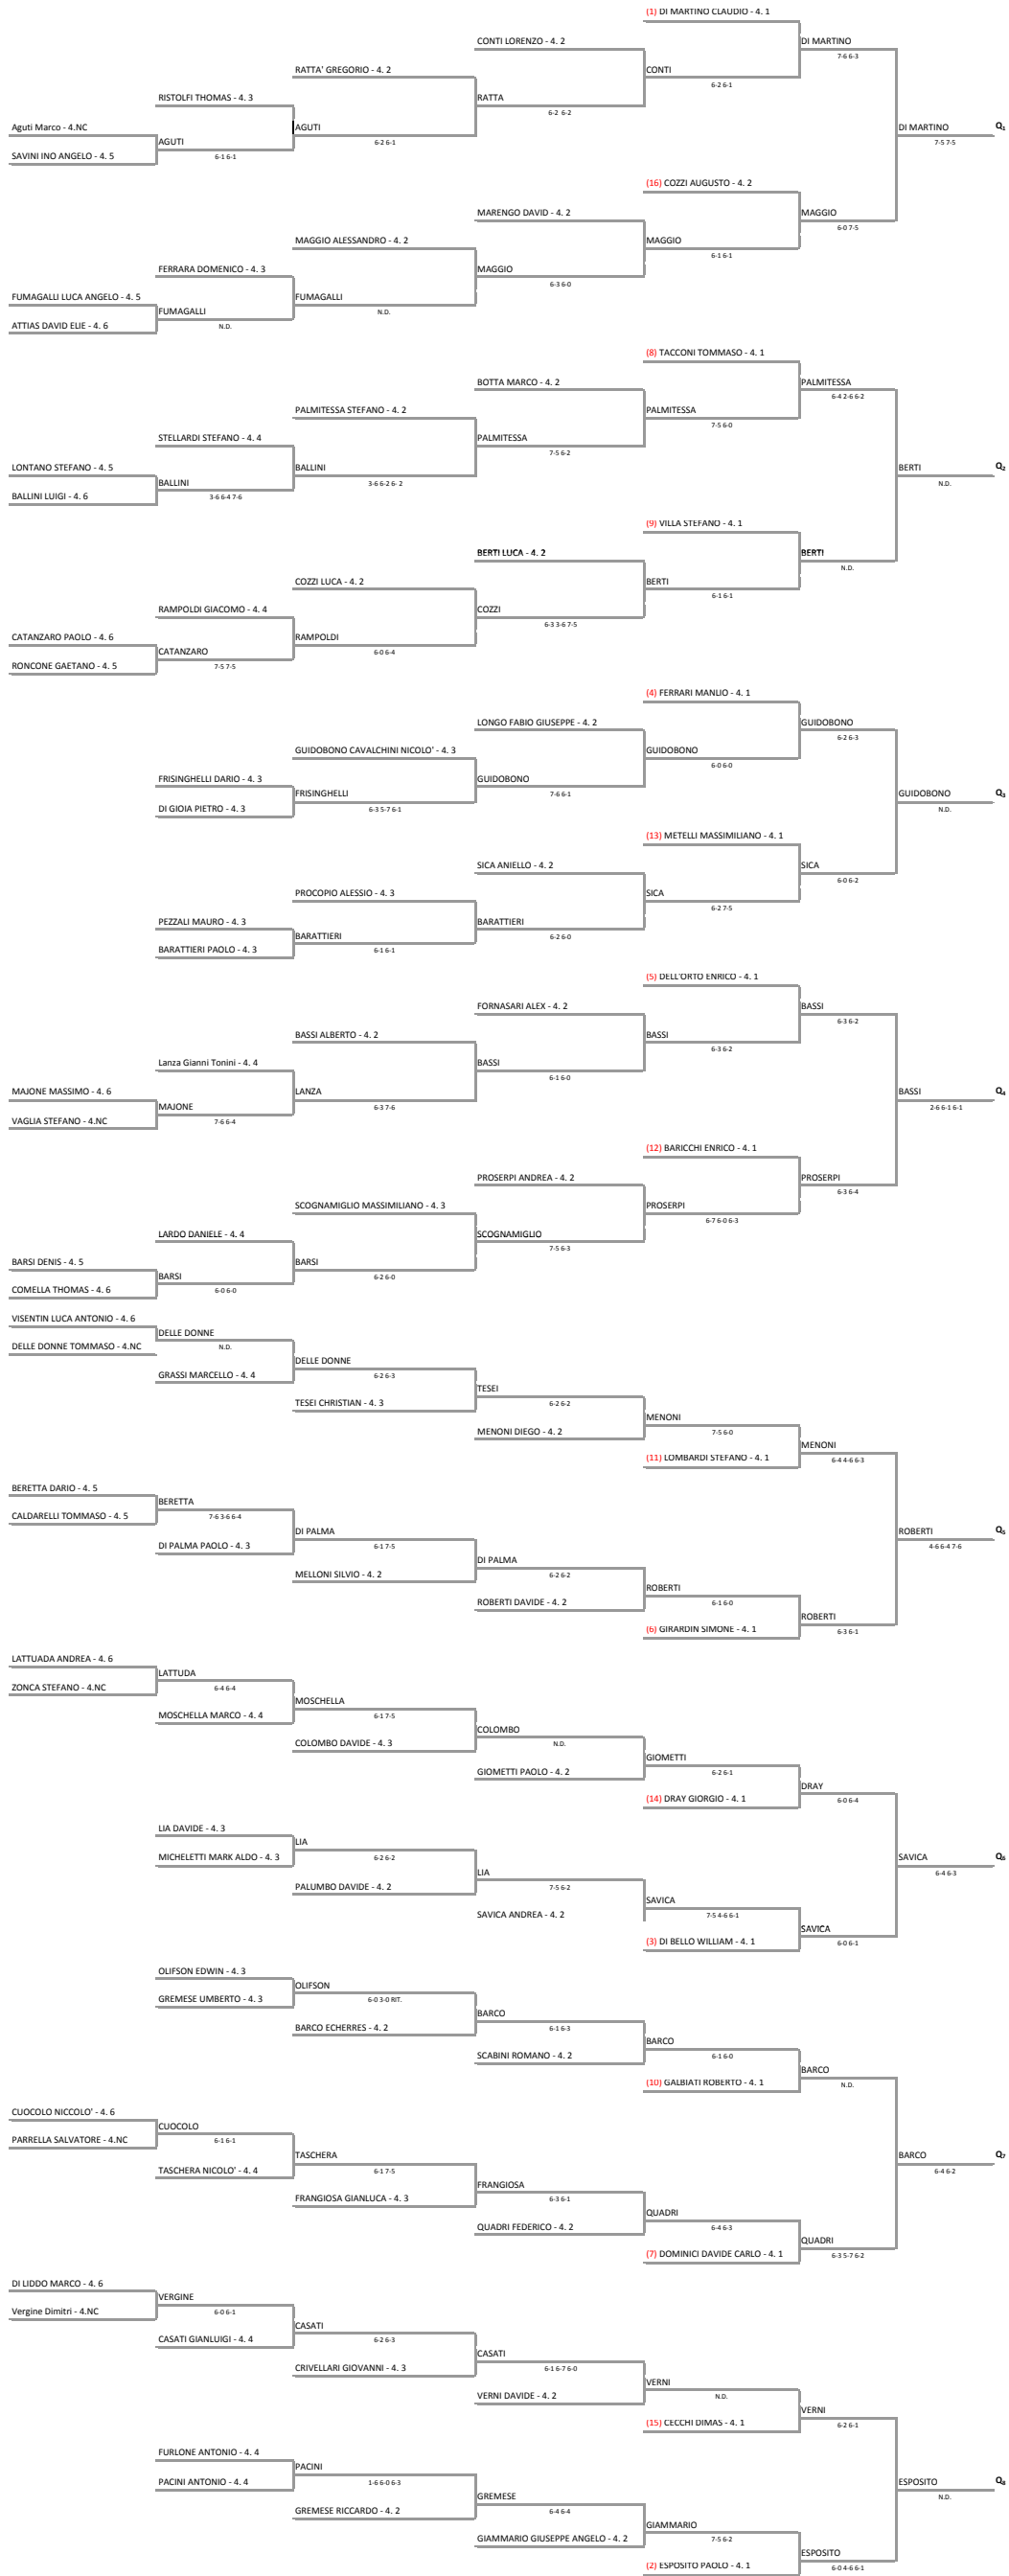 (1) DI MARTINO CLAUDIO - 4. 1
CONTI LORENZO - 4. 2
DI MARTINO
7-6 6-3
RATTA' GREGORIO - 4. 2
CONTI
6-2 6-1
RISTOLFI THOMAS - 4. 3
RATTA
6-2 6-2
Aguti Marco - 4.NC
AGUTI
6-2 6-1
DI MARTINO
7-5 7-5
Q1
SAVINI INO ANGELO - 4. 5
AGUTI
6-1 6-1
(16) COZZI AUGUSTO - 4. 2
MARENGO DAVID - 4. 2
MAGGIO
6-0 7-5
MAGGIO ALESSANDRO - 4. 2
MAGGIO
6-1 6-1
FERRARA DOMENICO - 4. 3
MAGGIO
6-3 6-0
FUMAGALLI LUCA ANGELO - 4. 5
FUMAGALLI
N.D.
ATTIAS DAVID ELIE - 4. 6
FUMAGALLI
N.D.
(8) TACCONI TOMMASO - 4. 1
BOTTA MARCO - 4. 2
PALMITESSA
6-4 2-6 6-2
PALMITESSA STEFANO - 4. 2
PALMITESSA
7-5 6-0
STELLARDI STEFANO - 4. 4
PALMITESSA
7-5 6-2
LONTANO STEFANO - 4. 5
BALLINI
3-6 6-2 6- 2
BERTI
N.D.
Q2
BALLINI LUIGI - 4. 6
BALLINI
3-6 6-4 7-6
(9) VILLA STEFANO - 4. 1
BERTI LUCA - 4. 2
BERTI
N.D.
COZZI LUCA - 4. 2
BERTI
6-1 6-1
RAMPOLDI GIACOMO - 4. 4
COZZI
6-3 3-6 7-5
CATANZARO PAOLO - 4. 6
RAMPOLDI
6-0 6-4
RONCONE GAETANO - 4. 5
CATANZARO
7-5 7-5
(4) FERRARI MANLIO - 4. 1
LONGO FABIO GIUSEPPE - 4. 2
GUIDOBONO
6-2 6-3
GUIDOBONO CAVALCHINI NICOLO' - 4. 3
GUIDOBONO
6-0 6-0
FRISINGHELLI DARIO - 4. 3
GUIDOBONO
7-6 6-1
DI GIOIA PIETRO - 4. 3
FRISINGHELLI
6-3 5-7 6-1
GUIDOBONO
N.D.
Q3
(13) METELLI MASSIMILIANO - 4. 1
SICA ANIELLO - 4. 2
SICA
6-0 6-2
PROCOPIO ALESSIO - 4. 3
SICA
6-2 7-5
PEZZALI MAURO - 4. 3
BARATTIERI
6-2 6-0
BARATTIERI PAOLO - 4. 3
BARATTIERI
6-1 6-1
(5) DELL'ORTO ENRICO - 4. 1
FORNASARI ALEX - 4. 2
BASSI
6-3 6-2
BASSI ALBERTO - 4. 2
BASSI
6-3 6-2
Lanza Gianni Tonini - 4. 4
BASSI
6-1 6-0
MAJONE MASSIMO - 4. 6
LANZA
6-3 7-6
BASSI
2-6 6-1 6-1
Q4
VAGLIA STEFANO - 4.NC
MAJONE
7-6 6-4
(12) BARICCHI ENRICO - 4. 1
PROSERPI ANDREA - 4. 2
PROSERPI
6-3 6-4
SCOGNAMIGLIO MASSIMILIANO - 4. 3
PROSERPI
6-7 6-0 6-3
LARDO DANIELE - 4. 4
SCOGNAMIGLIO
7-5 6-3
BARSI DENIS - 4. 5
BARSI
6-2 6-0
COMELLA THOMAS - 4. 6
BARSI
6-0 6-0
VISENTIN LUCA ANTONIO - 4. 6
DELLE DONNE TOMMASO - 4.NC
DELLE DONNE
N.D.
GRASSI MARCELLO - 4. 4
DELLE DONNE
6-2 6-3
TESEI CHRISTIAN - 4. 3
TESEI
6-2 6-2
MENONI DIEGO - 4. 2
MENONI
7-5 6-0
(11) LOMBARDI STEFANO - 4. 1
MENONI
6-4 4-6 6-3
BERETTA DARIO - 4. 5
CALDARELLI TOMMASO - 4. 5
BERETTA
7-6 3-6 6-4
DI PALMA PAOLO - 4. 3
DI PALMA
6-1 7-5
ROBERTI
4-6 6-4 7-6
Q5
MELLONI SILVIO - 4. 2
DI PALMA
6-2 6-2
ROBERTI DAVIDE - 4. 2
ROBERTI
6-1 6-0
(6) GIRARDIN SIMONE - 4. 1
ROBERTI
6-3 6-1
LATTUADA ANDREA - 4. 6
ZONCA STEFANO - 4.NC
LATTUDA
6-4 6-4
MOSCHELLA MARCO - 4. 4
MOSCHELLA
6-1 7-5
COLOMBO DAVIDE - 4. 3
COLOMBO
N.D.
GIOMETTI PAOLO - 4. 2
GIOMETTI
6-2 6-1
(14) DRAY GIORGIO - 4. 1
DRAY
6-0 6-4
LIA DAVIDE - 4. 3
MICHELETTI MARK ALDO - 4. 3
LIA
6-2 6-2
SAVICA
6-4 6-3
Q6
PALUMBO DAVIDE - 4. 2
LIA
7-5 6-2
SAVICA ANDREA - 4. 2
SAVICA
7-5 4-6 6-1
(3) DI BELLO WILLIAM - 4. 1
SAVICA
6-0 6-1
OLIFSON EDWIN - 4. 3
GREMESE UMBERTO - 4. 3
OLIFSON
6-0 3-0 RIT.
BARCO ECHERRES - 4. 2
BARCO
6-1 6-3
SCABINI ROMANO - 4. 2
BARCO
6-1 6-0
(10) GALBIATI ROBERTO - 4. 1
BARCO
N.D.
CUOCOLO NICCOLO' - 4. 6
PARRELLA SALVATORE - 4.NC
CUOCOLO
6-1 6-1
TASCHERA NICOLO' - 4. 4
TASCHERA
6-1 7-5
BARCO
6-4 6-2
Q7
FRANGIOSA GIANLUCA - 4. 3
FRANGIOSA
6-3 6-1
QUADRI FEDERICO - 4. 2
QUADRI
6-4 6-3
(7) DOMINICI DAVIDE CARLO - 4. 1
QUADRI
6-3 5-7 6-2
DI LIDDO MARCO - 4. 6
Vergine Dimitri - 4.NC
VERGINE
6-0 6-1
CASATI GIANLUIGI - 4. 4
CASATI
6-2 6-3
CRIVELLARI GIOVANNI - 4. 3
CASATI
6-1 6-7 6-0
VERNI DAVIDE - 4. 2
VERNI
N.D.
(15) CECCHI DIMAS - 4. 1
VERNI
6-2 6-1
FURLONE ANTONIO - 4. 4
PACINI ANTONIO - 4. 4
PACINI
1-6 6-0 6-3
ESPOSITO
N.D.
Q8
GREMESE RICCARDO - 4. 2
GREMESE
6-4 6-4
GIAMMARIO GIUSEPPE ANGELO - 4. 2
GIAMMARIO
7-5 6-2
(2) ESPOSITO PAOLO - 4. 1
ESPOSITO
6-0 4-6 6-1